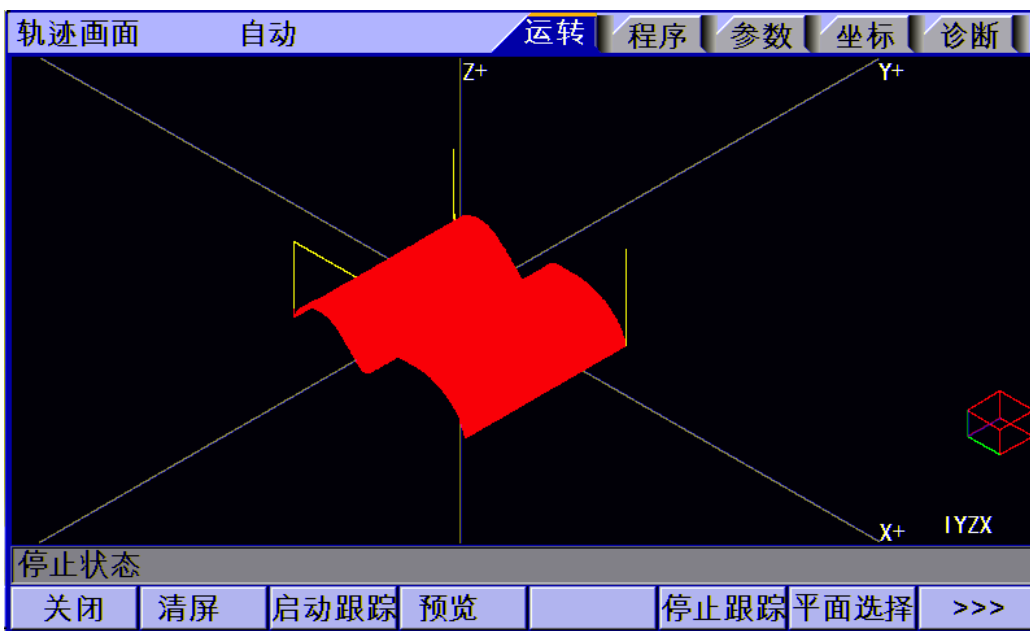 轨迹画面 自动 运转 程序 参数 坐标 诊断
Z+ Y+
X+ IYZX
停止状态
关闭 清屏 启动跟踪 预览 停止跟踪 平面选择 >>>